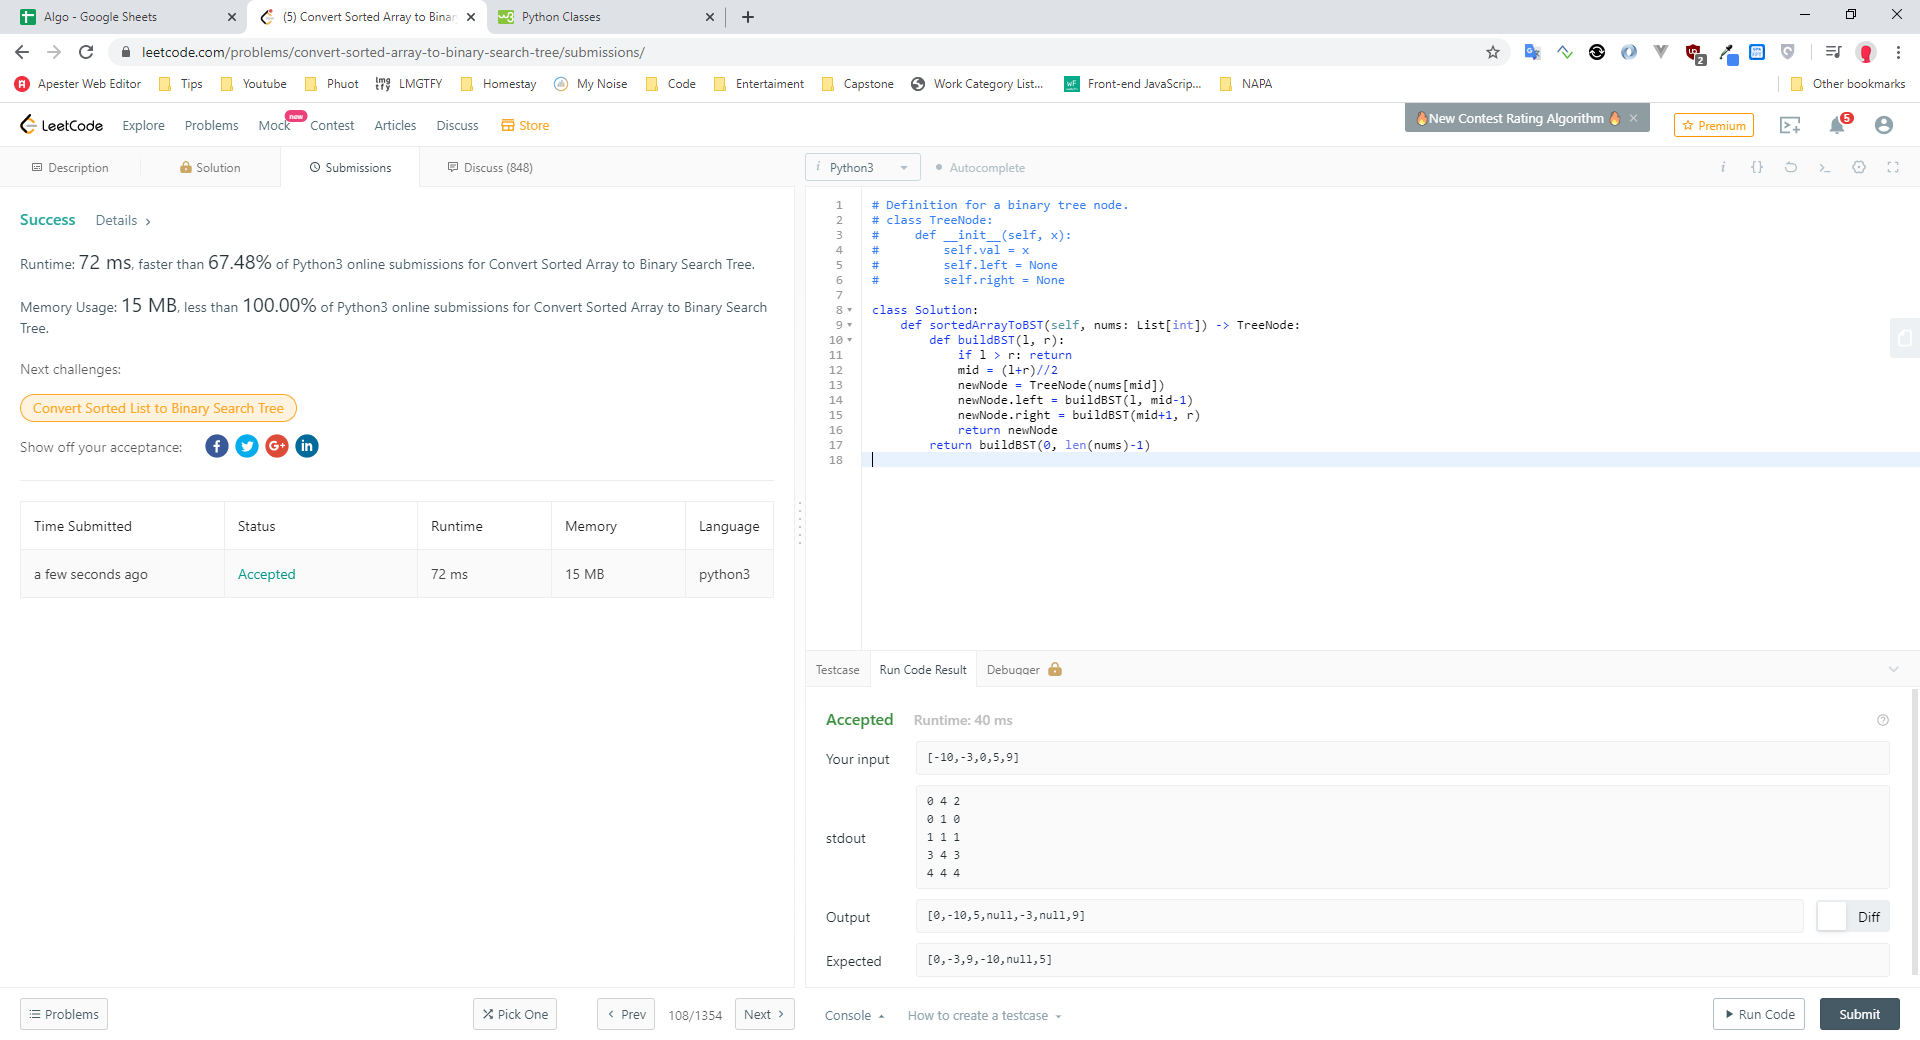 Algo - Google Sheets
(5) Convert Sorted Array to Binar
Python Classes
leetcode.com/problems/convert-sorted-array-to-binary-search-tree/submissions/
2
Apester Web Editor
Tips
Youtube
Phuot
img LMGTFY
Homestay
My Noise
Code
Entertaiment
Capstone
Work Category List...
Front-end JavaScrip...
NAPA
Other bookmarks
LeetCode
Explore
Problems
Mock
new
Contest
Articles
Discuss
Store
New Contest Rating Algorithm
Premium
5
Description
Solution
Submissions
Discuss (848)
i Python3
Autocomplete
i {}
Success
Details
Runtime: 72 ms, faster than 67.48% of Python3 online submissions for Convert Sorted Array to Binary Search Tree.
Memory Usage: 15 MB, less than 100.00% of Python3 online submissions for Convert Sorted Array to Binary Search
Tree.
Next challenges:
Convert Sorted List to Binary Search Tree
Show off your acceptance:
Time Submitted Status Runtime Memory Language
a few seconds ago Accepted 72 ms 15 MB python3
1 # Definition for a binary tree node.
2 # class TreeNode:
3 #     def __init__(self, x):
4 #         self.val = x
5 #         self.left = None
6 #         self.right = None
7
8 class Solution:
9     def sortedArrayToBST(self, nums: List[int]) -> TreeNode:
10         def buildBST(l, r):
11             if l > r: return
12             mid = (l+r)//2
13             newNode = TreeNode(nums[mid])
14             newNode.left = buildBST(l, mid-1)
15             newNode.right = buildBST(mid+1, r)
16             return newNode
17         return buildBST(0, len(nums)-1)
18
Testcase
Run Code Result
Debugger
Accepted
Runtime: 40 ms
Your input
[-10,-3,0,5,9]
stdout
0 4 2
0 1 0
1 1 1
3 4 3
4 4 4
Output
[0,-10,5,null,-3,null,9]
Diff
Expected
[0,-3,9,-10,null,5]
Problems
Pick One
Prev
108/1354
Next
Console
How to create a testcase
Run Code
Submit